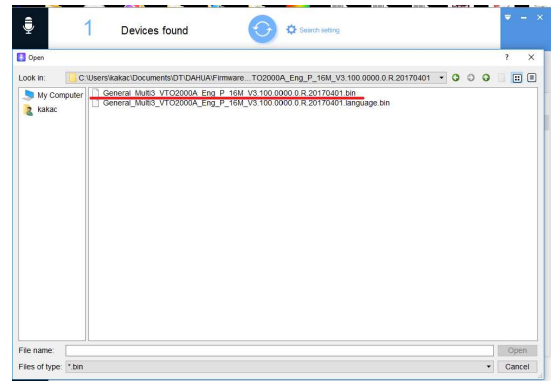 1 Devices found Search setting
Open
Look in: C:\Users\kakac\Documents\DT\DAHUA\Firmware...TO2000A_Eng_P_16M_V3.100.0000.0.R.20170401
My Computer
kakac
General_Multi3_VTO2000A_Eng_P_16M_V3.100.0000.0.R.20170401.bin
General_Multi3_VTO2000A_Eng_P_16M_V3.100.0000.0.R.20170401.language.bin
File name: Open
Files of type: *.bin Cancel